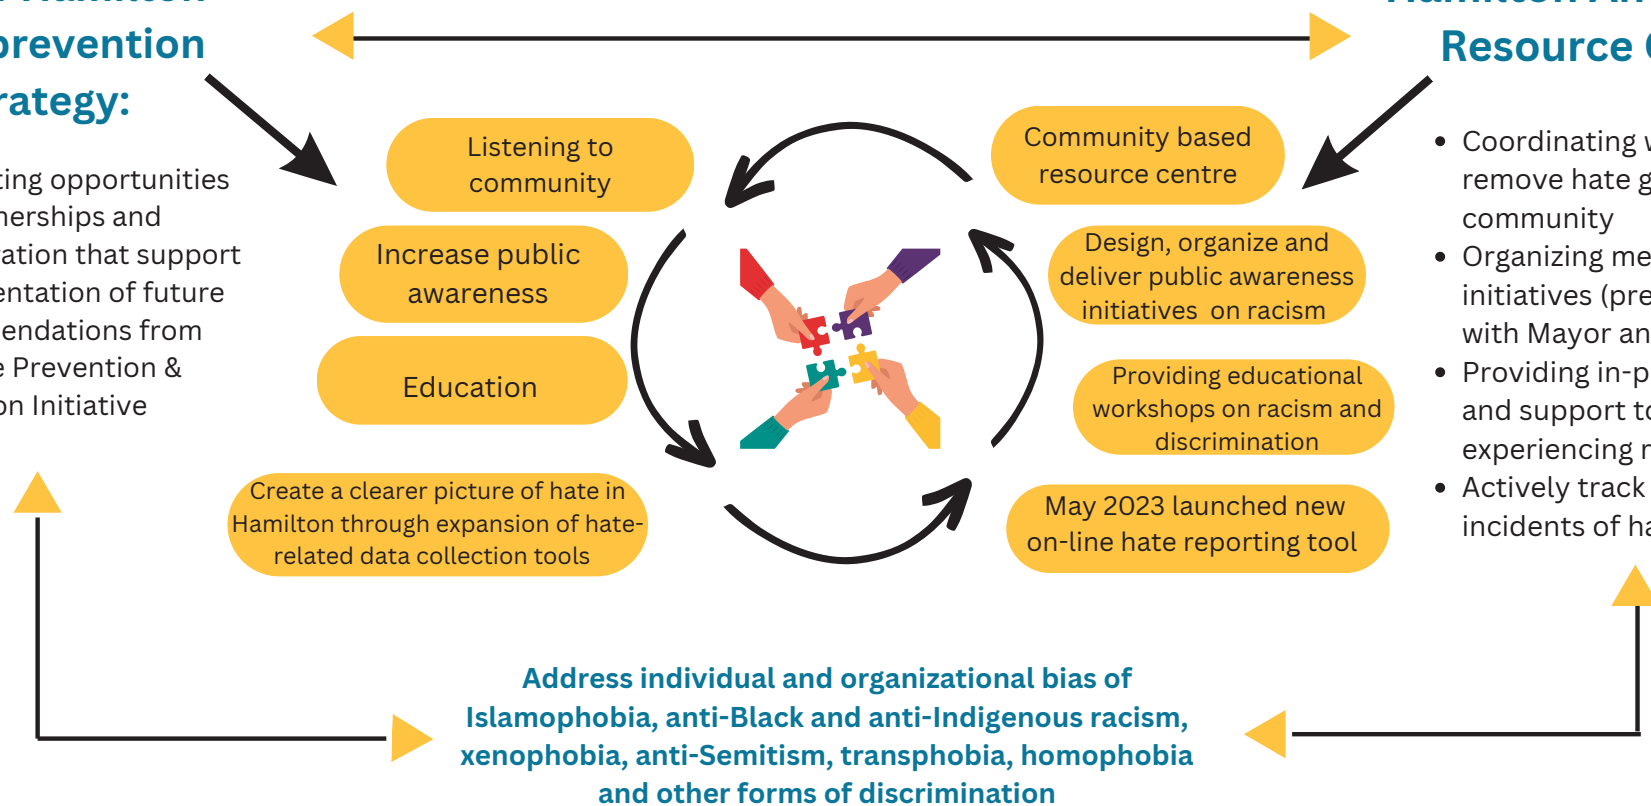 Hamilton
prevention
rategy:
ting opportunities
nerships and
ation that support
entation of future
endations from
e Prevention &
on Initiative
Listening to
community
Increase public
awareness
Education
Create a clearer picture of hate in
Hamilton through expansion of hate-
related data collection tools
Community based
resource centre
Design, organize and
deliver public awareness
initiatives on racism
Providing educational
workshops on racism and
discrimination
May 2023 launched new
on-line hate reporting tool
Hamilton
Resource
Coordinating
remove hate g
community
Organizing me
initiatives (pre
with Mayor an
Providing in-p
and support to
experiencing
Actively track
incidents of ha
Address individual and organizational bias of
Islamophobia, anti-Black and anti-Indigenous racism,
xenophobia, anti-Semitism, transphobia, homophobia
and other forms of discrimination